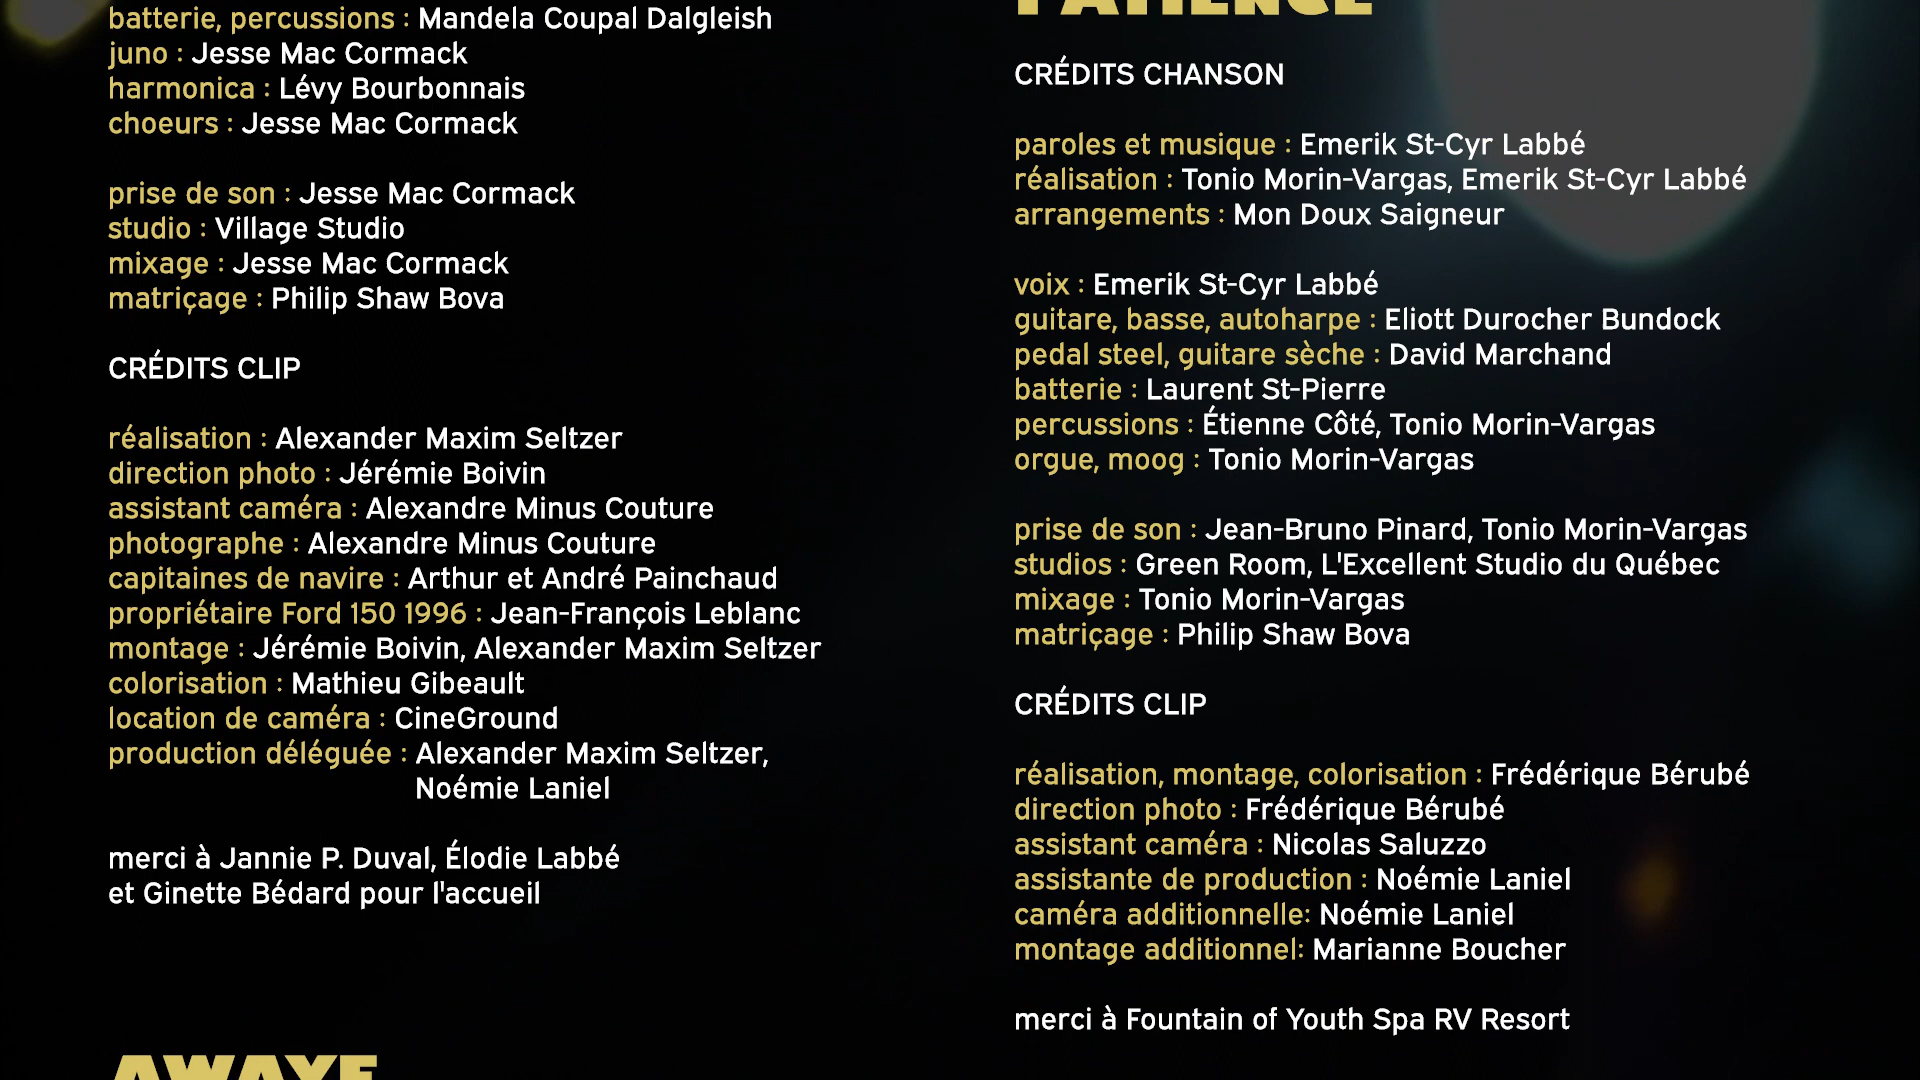 batterie, percussions : Mandela Coupal Dalgleish
juno : Jesse Mac Cormack
harmonica : Lévy Bourbonnais
choeurs : Jesse Mac Cormack
prise de son : Jesse Mac Cormack
studio : Village Studio
mixage : Jesse Mac Cormack
matriçage : Philip Shaw Bova
CRÉDITS CLIP
réalisation : Alexander Maxim Seltzer
direction photo : Jérémie Boivin
assistant caméra : Alexandre Minus Couture
photographe : Alexandre Minus Couture
capitaines de navire : Arthur et André Painchaud
propriétaire Ford 150 1996 : Jean-François Leblanc
montage : Jérémie Boivin, Alexander Maxim Seltzer
colorisation : Mathieu Gibeault
location de caméra : CineGround
production déléguée : Alexander Maxim Seltzer,
Noémie Laniel
merci à Jannie P. Duval, Élodie Labbé
et Ginette Bédard pour l'accueil
AWAYE
PATIENCE
CRÉDITS CHANSON
paroles et musique : Emerik St-Cyr Labbé
réalisation : Tonio Morin-Vargas, Emerik St-Cyr Labbé
arrangements : Mon Doux Saigneur
voix : Emerik St-Cyr Labbé
guitare, basse, autoharpe : Eliott Durocher Bundock
pedal steel, guitare sèche : David Marchand
batterie : Laurent St-Pierre
percussions : Étienne Côté, Tonio Morin-Vargas
orgue, moog : Tonio Morin-Vargas
prise de son : Jean-Bruno Pinard, Tonio Morin-Vargas
studios : Green Room, L'Excellent Studio du Québec
mixage : Tonio Morin-Vargas
matriçage : Philip Shaw Bova
CRÉDITS CLIP
réalisation, montage, colorisation : Frédérique Bérubé
direction photo : Frédérique Bérubé
assistant caméra : Nicolas Saluzzo
assistante de production : Noémie Laniel
caméra additionnelle: Noémie Laniel
montage additionnel: Marianne Boucher
merci à Fountain of Youth Spa RV Resort